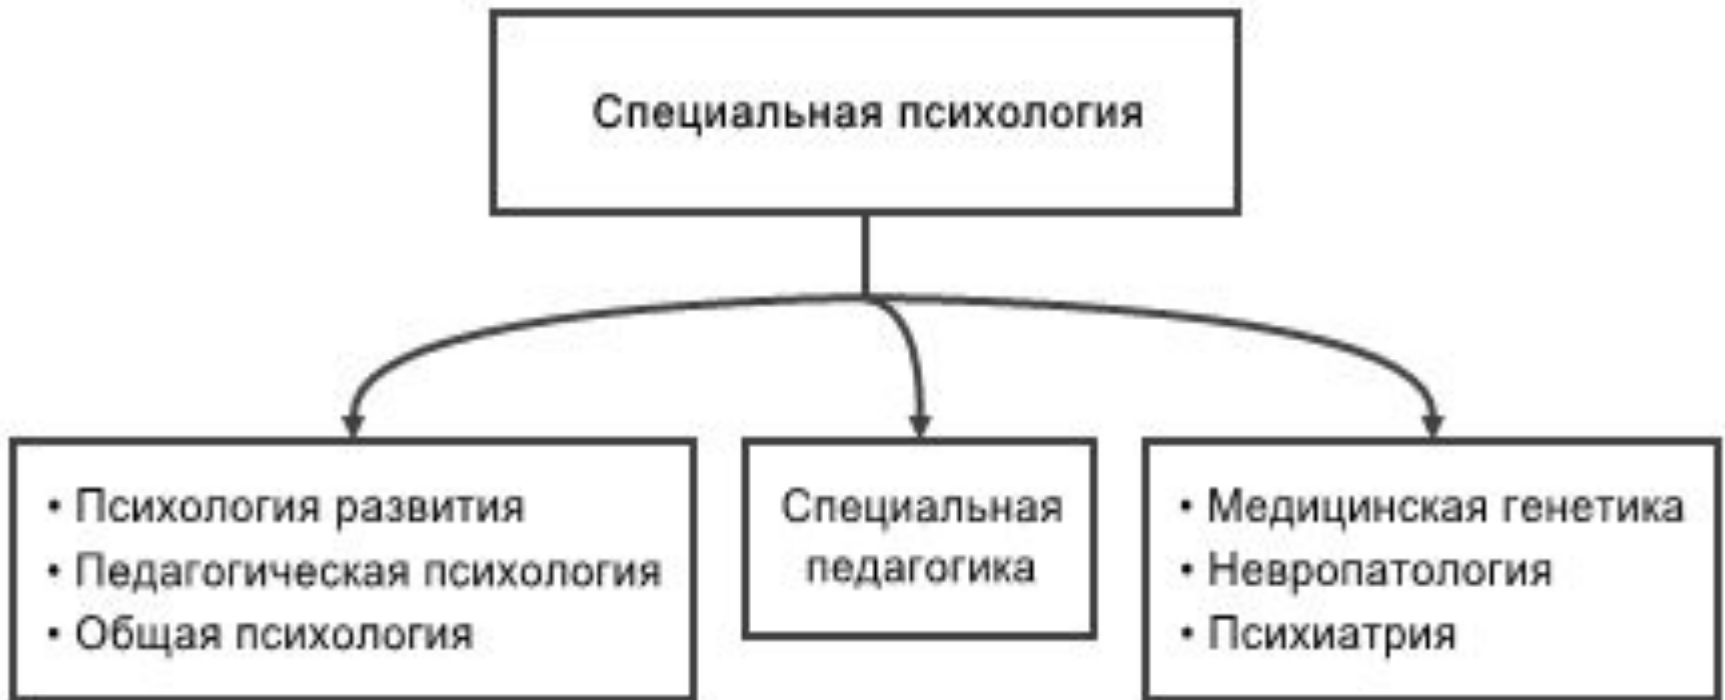 Специальная психология
• Психология развития
• Педагогическая психология
• Общая психология
Специальная
педагогика
• Медицинская генетика
• Невропатология
• Психиатрия